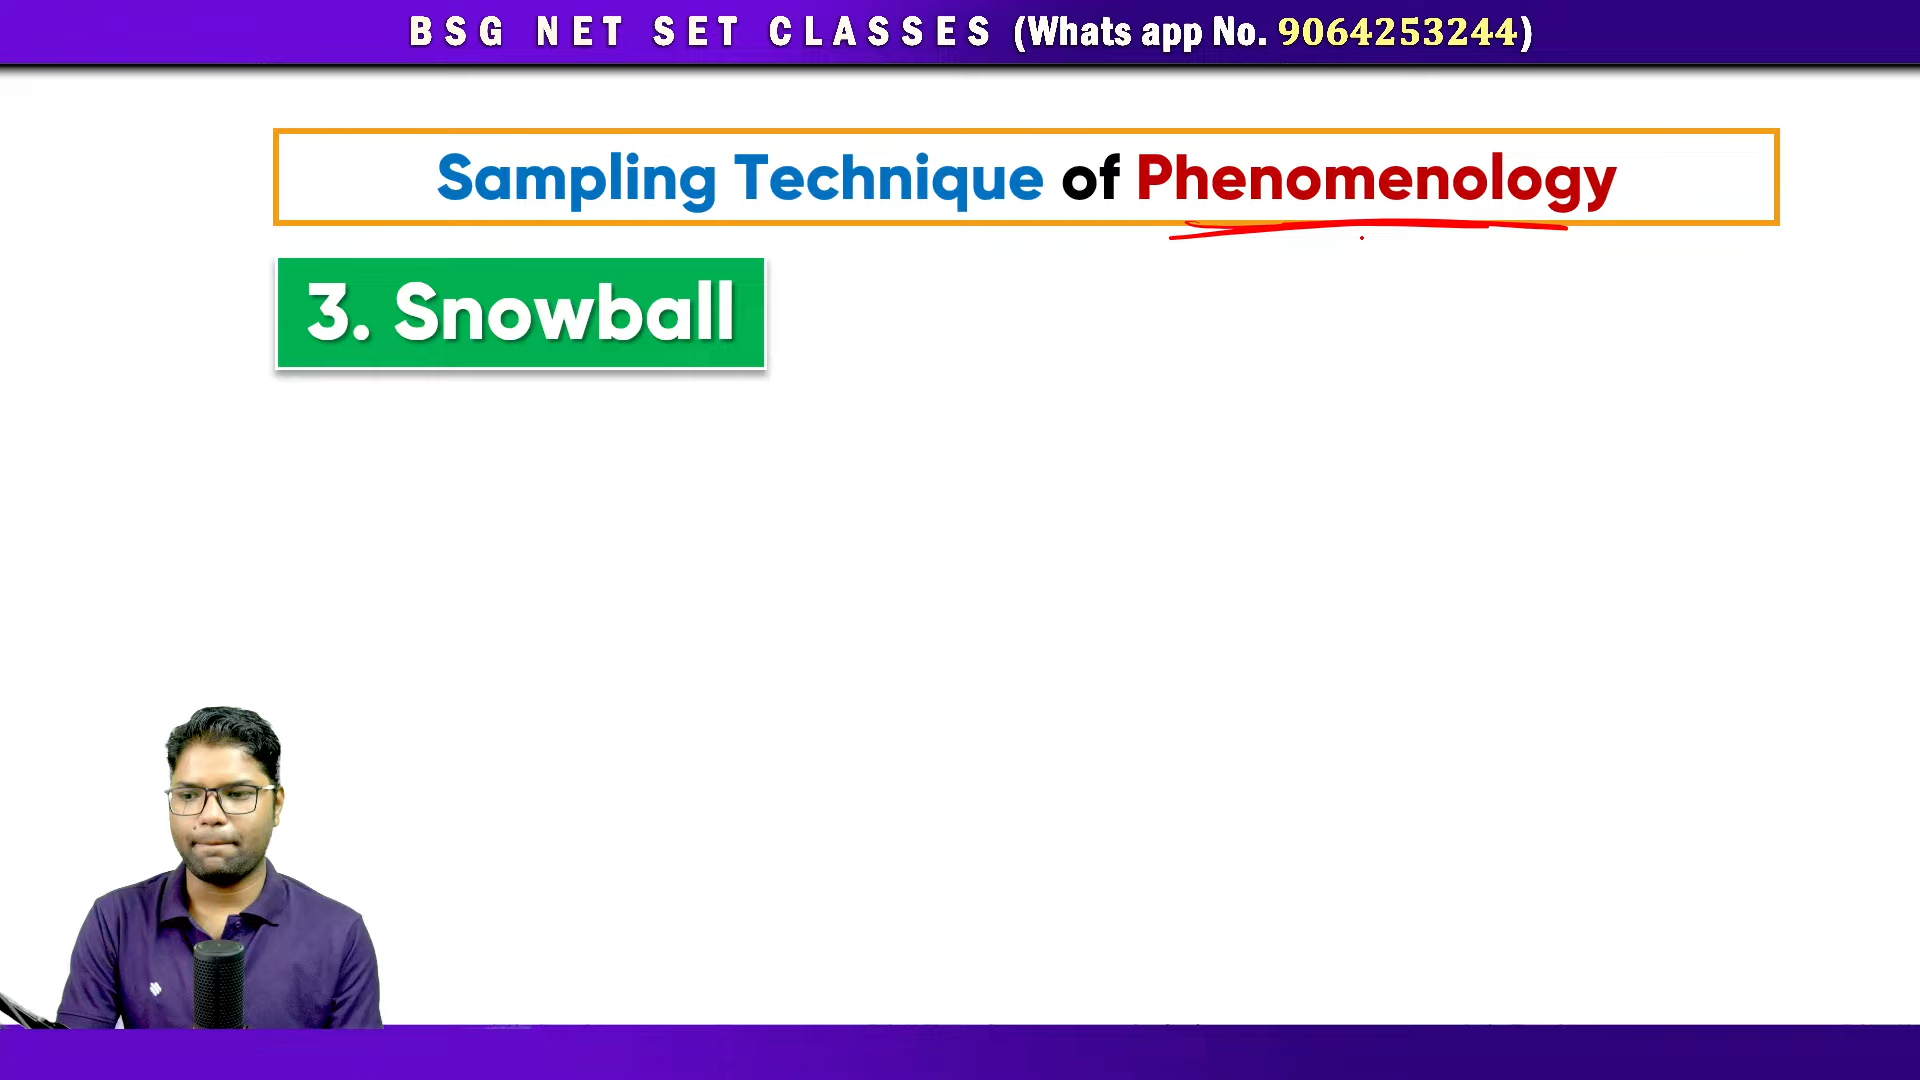 BSG NET SET CLASSES (Whats app No. 9064253244)
Sampling Technique of Phenomenology
3. Snowball